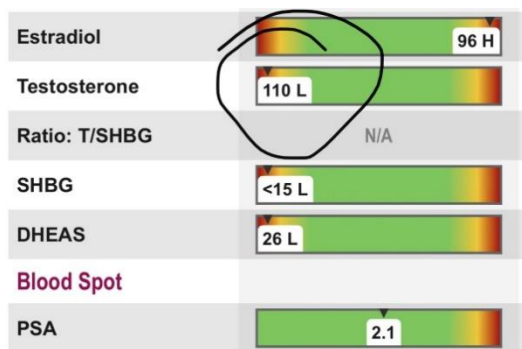 Estradiol 96 H
Testosterone 110 L
Ratio: T/SHBG N/A
SHBG <15 L
DHEAS 26 L
Blood Spot
PSA 2.1